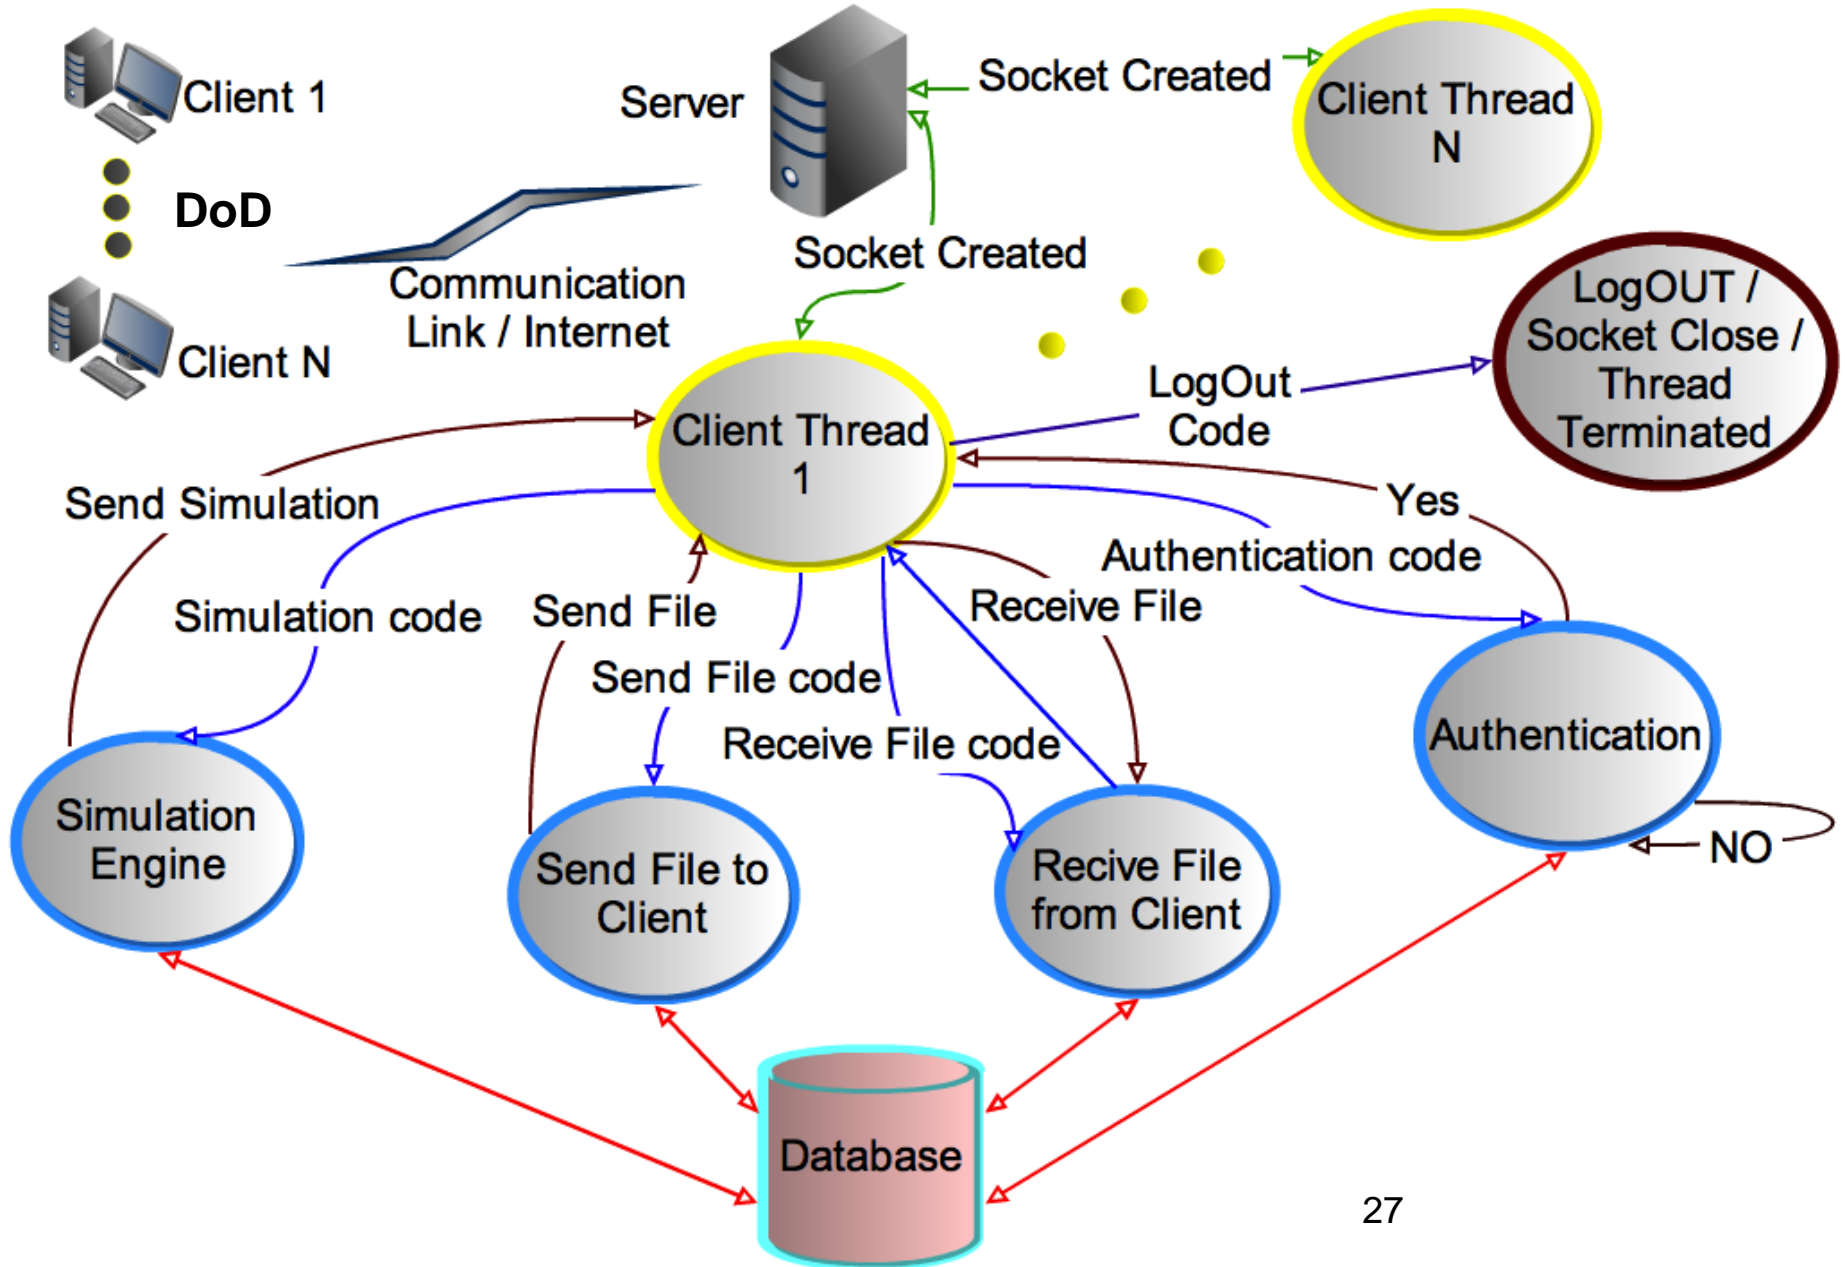 Client 1
Server
Socket Created
Client Thread
N
DoD
Socket Created
Communication
Link / Internet
Client N
LogOUT /
Socket Close /
Thread
Terminated
LogOut
Code
Client Thread
1
Send Simulation
Yes
Authentication code
Simulation code
Send File
Receive File
Send File code
Receive File code
Authentication
Simulation
Engine
Send File to
Client
Recive File
from Client
NO
Database
27